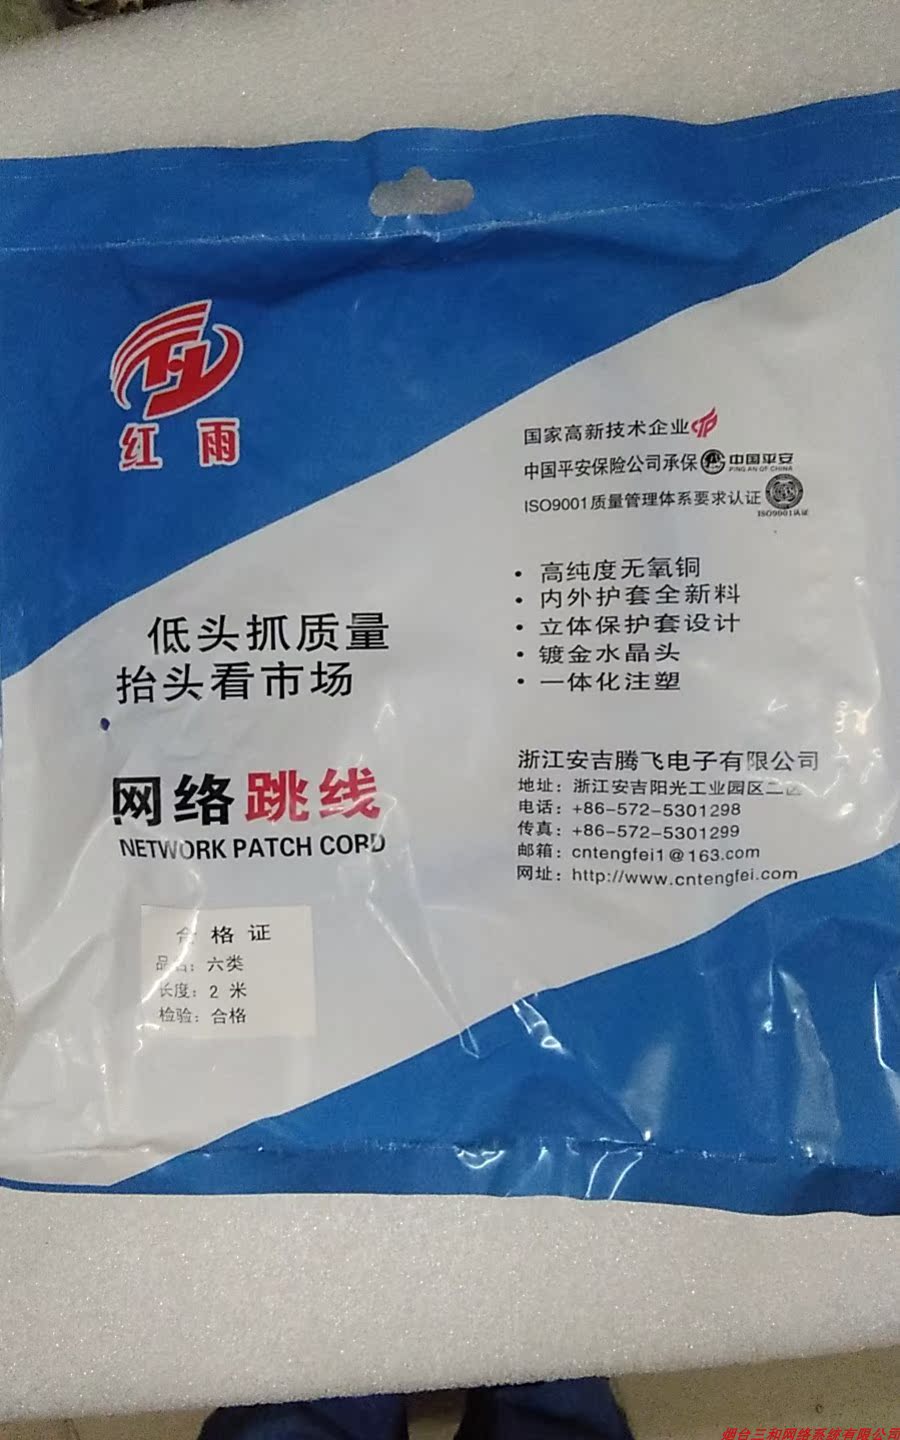 红雨
国家高新技术企业
中国平安保险公司承保 中国平安
PING AN OF CHINA
ISO9001质量管理体系要求认证
ISO9001认证
低头抓质量
抬头看市场
· 高纯度无氧铜
· 内外护套全新料
· 立体保护套设计
· 镀金水晶头
· 一体化注塑
网络跳线
NETWORK PATCH CORD
浙江安吉腾飞电子有限公司
地址：浙江安吉阳光工业园区二区
电话：+86-572-5301298
传真：+86-572-5301299
邮箱：cntengfei1@163.com
网址：http://www.cntengfei.com
合格证
品名：六类
长度：2 米
检验：合格
烟台三和网络系统有限公司